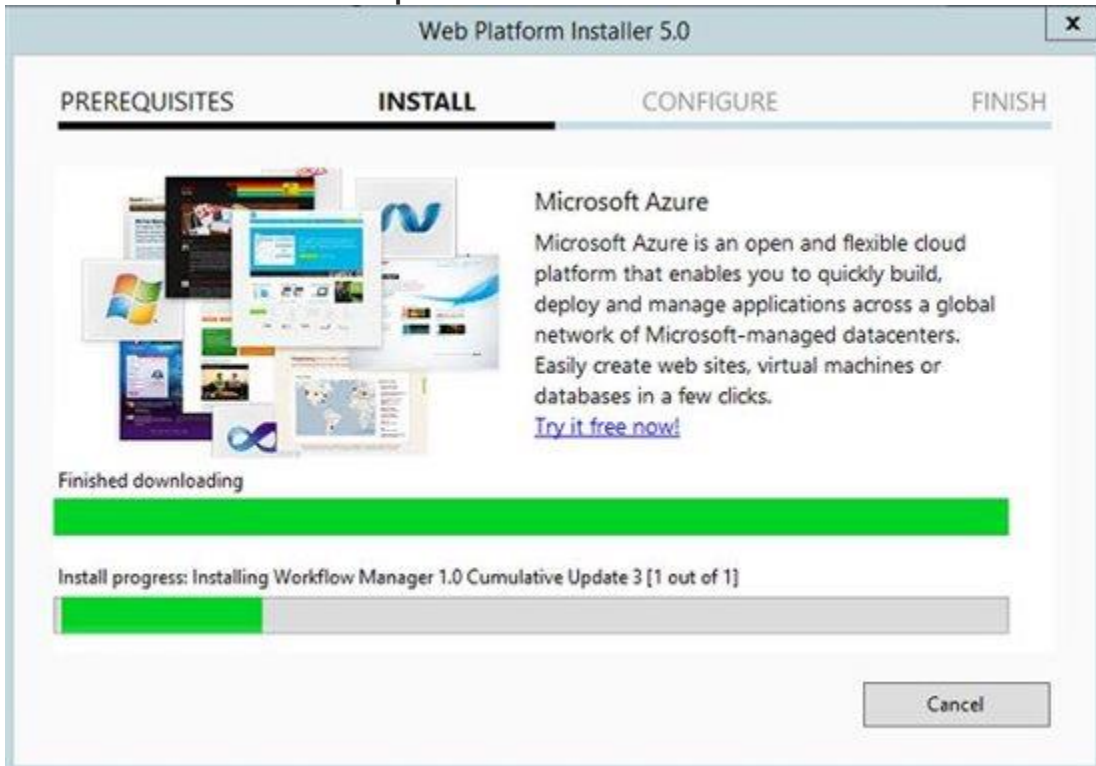 Web Platform Installer 5.0
x
PREREQUISITES INSTALL CONFIGURE FINISH
Microsoft Azure
Microsoft Azure is an open and flexible cloud
platform that enables you to quickly build,
deploy and manage applications across a global
network of Microsoft-managed datacenters.
Easily create web sites, virtual machines or
databases in a few clicks.
Try it free now!
Finished downloading
Install progress: Installing Workflow Manager 1.0 Cumulative Update 3 [1 out of 1]
Cancel